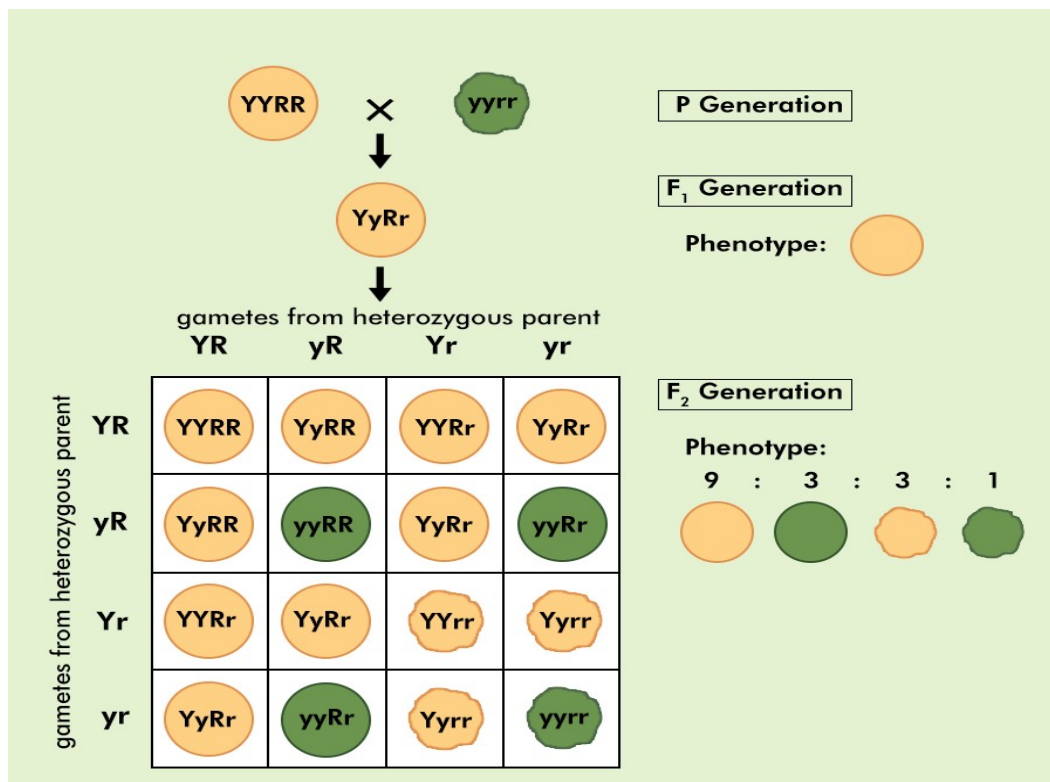 YYRR × yyrr P Generation
YyRr
F₁ Generation
Phenotype:
gametes from heterozygous parent
YR yR Yr yr
gametes from heterozygous parent
YR YYRR YyRR YYRr YyRr
yR YyRR yyRR YyRr yyRr
Yr YYRr YyRr YYrr Yyrr
yr YyRr yyRr Yyrr yyrr
F₂ Generation
Phenotype:
9 : 3 : 3 : 1